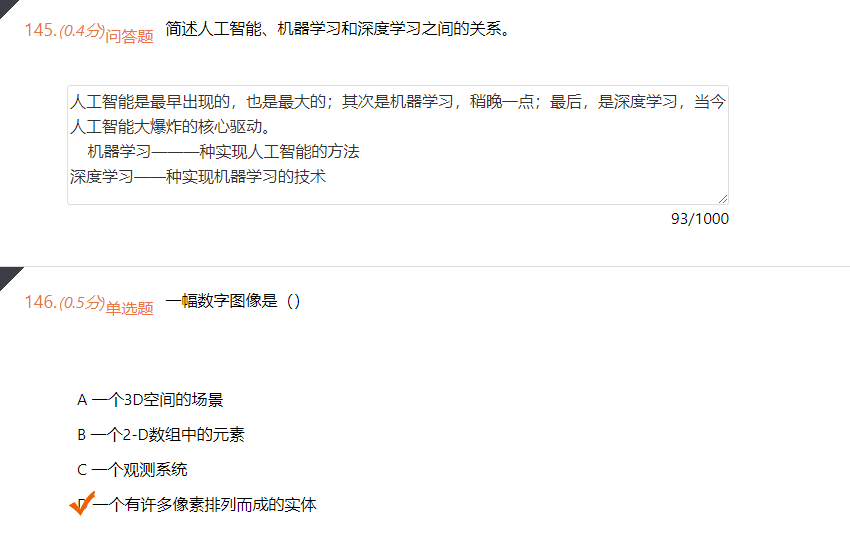 145.(0.4分)问答题 简述人工智能、机器学习和深度学习之间的关系。
人工智能是最早出现的，也是最大的；其次是机器学习，稍晚一点；最后，是深度学习，当今
人工智能大爆炸的核心驱动。
机器学习———种实现人工智能的方法
深度学习——种实现机器学习的技术
93/1000
146.(0.5分)单选题 一幅数字图像是（）
A 一个3D空间的场景
B 一个2-D数组中的元素
C 一个观测系统
一个有许多像素排列而成的实体